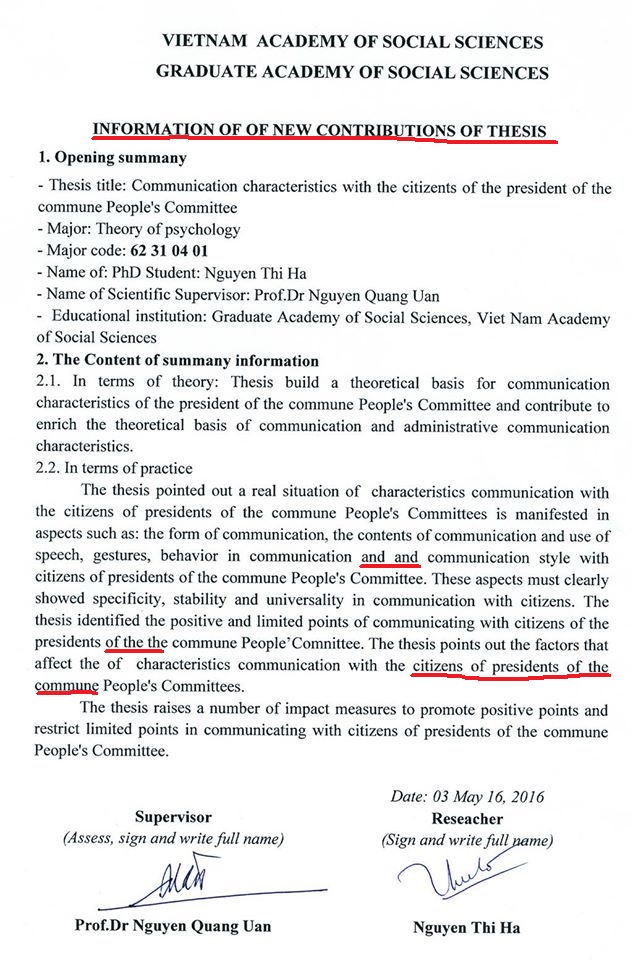 VIETNAM ACADEMY OF SOCIAL SCIENCES
GRADUATE ACADEMY OF SOCIAL SCIENCES
INFORMATION OF OF NEW CONTRIBUTIONS OF THESIS
1. Opening summany
- Thesis title: Communication characteristics with the citizents of the president of the
commune People's Committee
- Major: Theory of psychology
- Major code: 62 31 04 01
- Name of: PhD Student: Nguyen Thi Ha
- Name of Scientific Supervisor: Prof.Dr Nguyen Quang Uan
- Educational institution: Graduate Academy of Social Sciences, Viet Nam Academy
of Social Sciences
2. The Content of summany information
2.1. In terms of theory: Thesis build a theoretical basis for communication
characteristics of the president of the commune People's Committee and contribute to
enrich the theoretical basis of communication and administrative communication
characteristics.
2.2. In terms of practice
The thesis pointed out a real situation of characteristics communication with
the citizens of presidents of the commune People's Committees is manifested in
aspects such as: the form of communication, the contents of communication and use of
speech, gestures, behavior in communication and and communication style with
citizens of presidents of the commune People's Committee. These aspects must clearly
showed specificity, stability and universality in communication with citizens. The
thesis identified the positive and limited points of communicating with citizens of the
presidents of the the commune People’Comnittee. The thesis points out the factors that
affect the of characteristics communication with the citizens of presidents of the
commune People's Committees.
The thesis raises a number of impact measures to promote positive points and
restrict limited points in communicating with citizens of presidents of the commune
People's Committee.
Date: 03 May 16, 2016
Supervisor
Reseacher
(Assess, sign and write full name)
(Sign and write full name)
Prof.Dr Nguyen Quang Uan
Nguyen Thi Ha